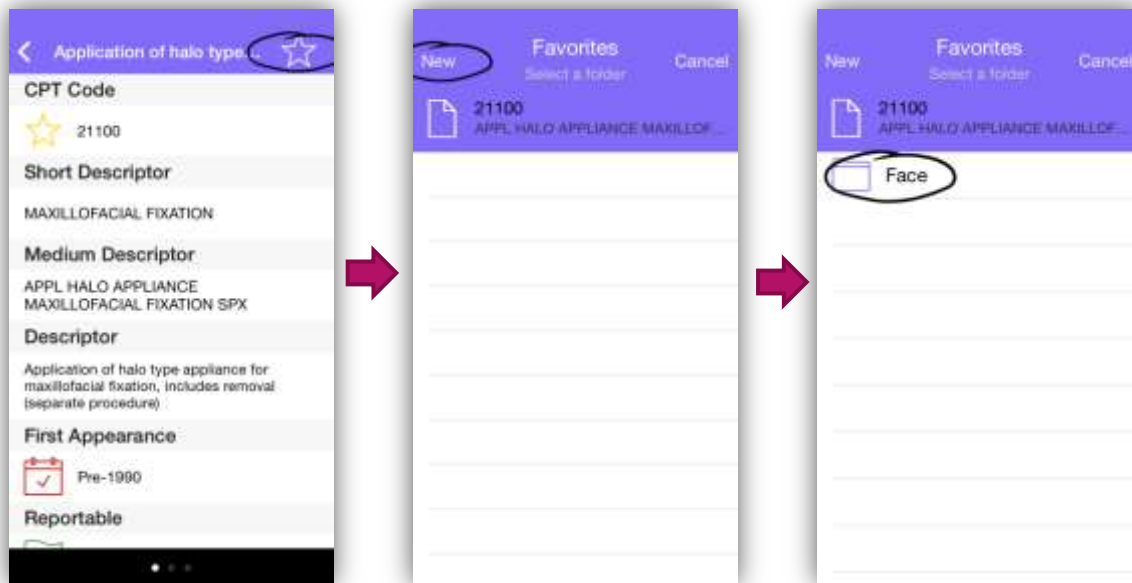 Application of halo type...
CPT Code
21100
Short Descriptor
MAXILLOFACIAL FIXATION
Medium Descriptor
APPL HALO APPLIANCE
MAXILLOFACIAL FIXATION SPX
Descriptor
Application of halo type appliance for
maxillofacial fixation, includes removal
(separate procedure)
First Appearance
Pre-1990
Reportable
New
Favorites
Select a folder
Cancel
21100
APPL HALO APPLIANCE MAXILLOF...
New
Favorites
Select a folder
Cancel
21100
APPL HALO APPLIANCE MAXILLOF...
Face